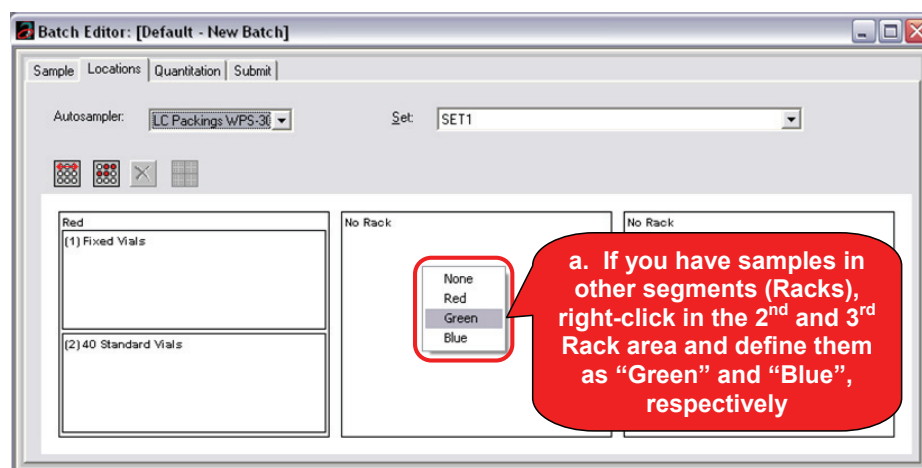 Batch Editor: [Default - New Batch]
Sample Locations Quantitation Submit
Autosampler: LC Packings WPS-30 Set: SET1
Red
(1) Fixed Vials
(2) 40 Standard Vials
No Rack
None
Red
Green
Blue
No Rack
a. If you have samples in
other segments (Racks),
right-click in the 2nd and 3rd
Rack area and define them
as “Green” and “Blue”,
respectively